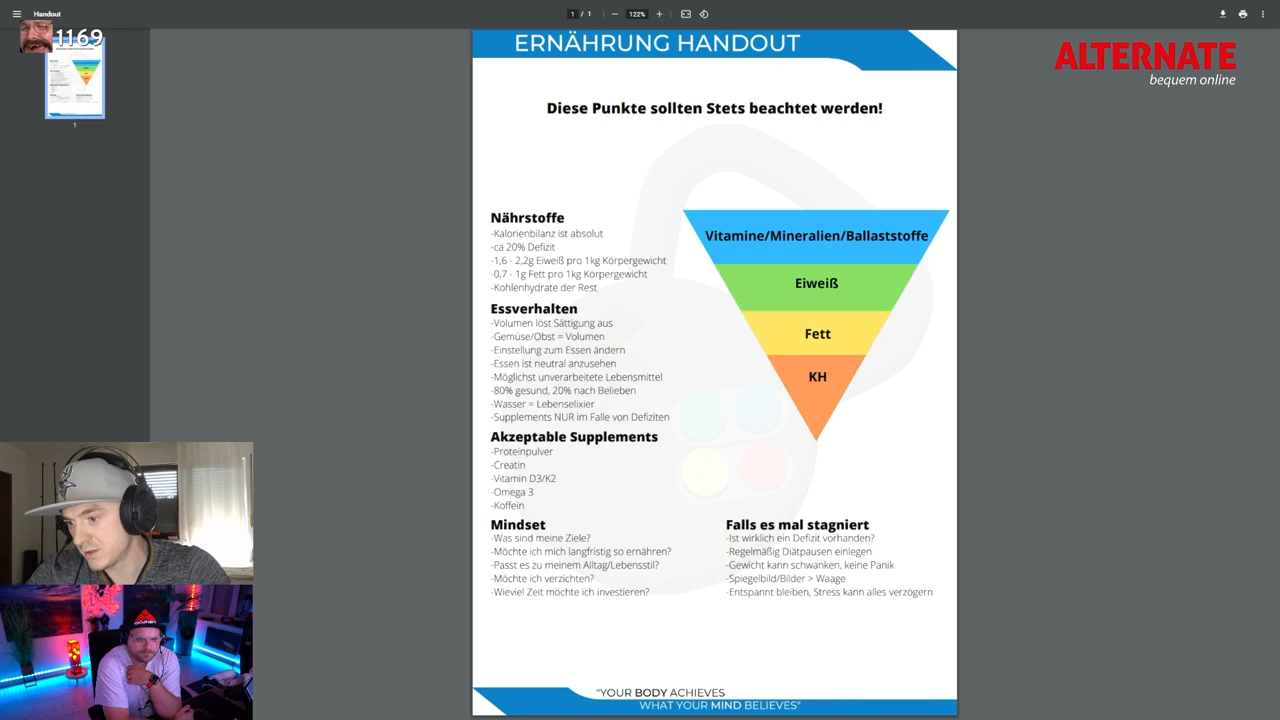 Handout
1 / 1
122%
1169
1
ALTERNATE
bequem online
ERNÄHRUNG HANDOUT
Diese Punkte sollten Stets beachtet werden!
Nährstoffe
-Kalorienbilanz ist absolut
-ca 20% Defizit
-1,6 - 2,2g Eiweiß pro 1kg Körpergewicht
-0,7 - 1g Fett pro 1kg Körpergewicht
-Kohlenhydrate der Rest
Vitamine/Mineralien/Ballaststoffe
Eiweiß
Fett
KH
Essverhalten
-Volumen löst Sättigung aus
-Gemüse/Obst = Volumen
-Einstellung zum Essen ändern
-Essen ist neutral anzusehen
-Möglichst unverarbeitete Lebensmittel
-80% gesund, 20% nach Belieben
-Wasser = Lebenselixier
-Supplements NUR im Falle von Defiziten
Akzeptable Supplements
-Proteinpulver
-Creatin
-Vitamin D3/K2
-Omega 3
-Koffein
Mindset
-Was sind meine Ziele?
-Möchte ich mich langfristig so ernähren?
-Passt es zu meinem Alltag/Lebensstil?
-Möchte ich verzichten?
-Wieviel Zeit möchte ich investieren?
Falls es mal stagniert
-Ist wirklich ein Defizit vorhanden?
-Regelmäßig Diätpausen einlegen
-Gewicht kann schwanken, keine Panik
-Spiegelbild/Bilder > Waage
-Entspannt bleiben, Stress kann alles verzögern
"YOUR BODY ACHIEVES
WHAT YOUR MIND BELIEVES"